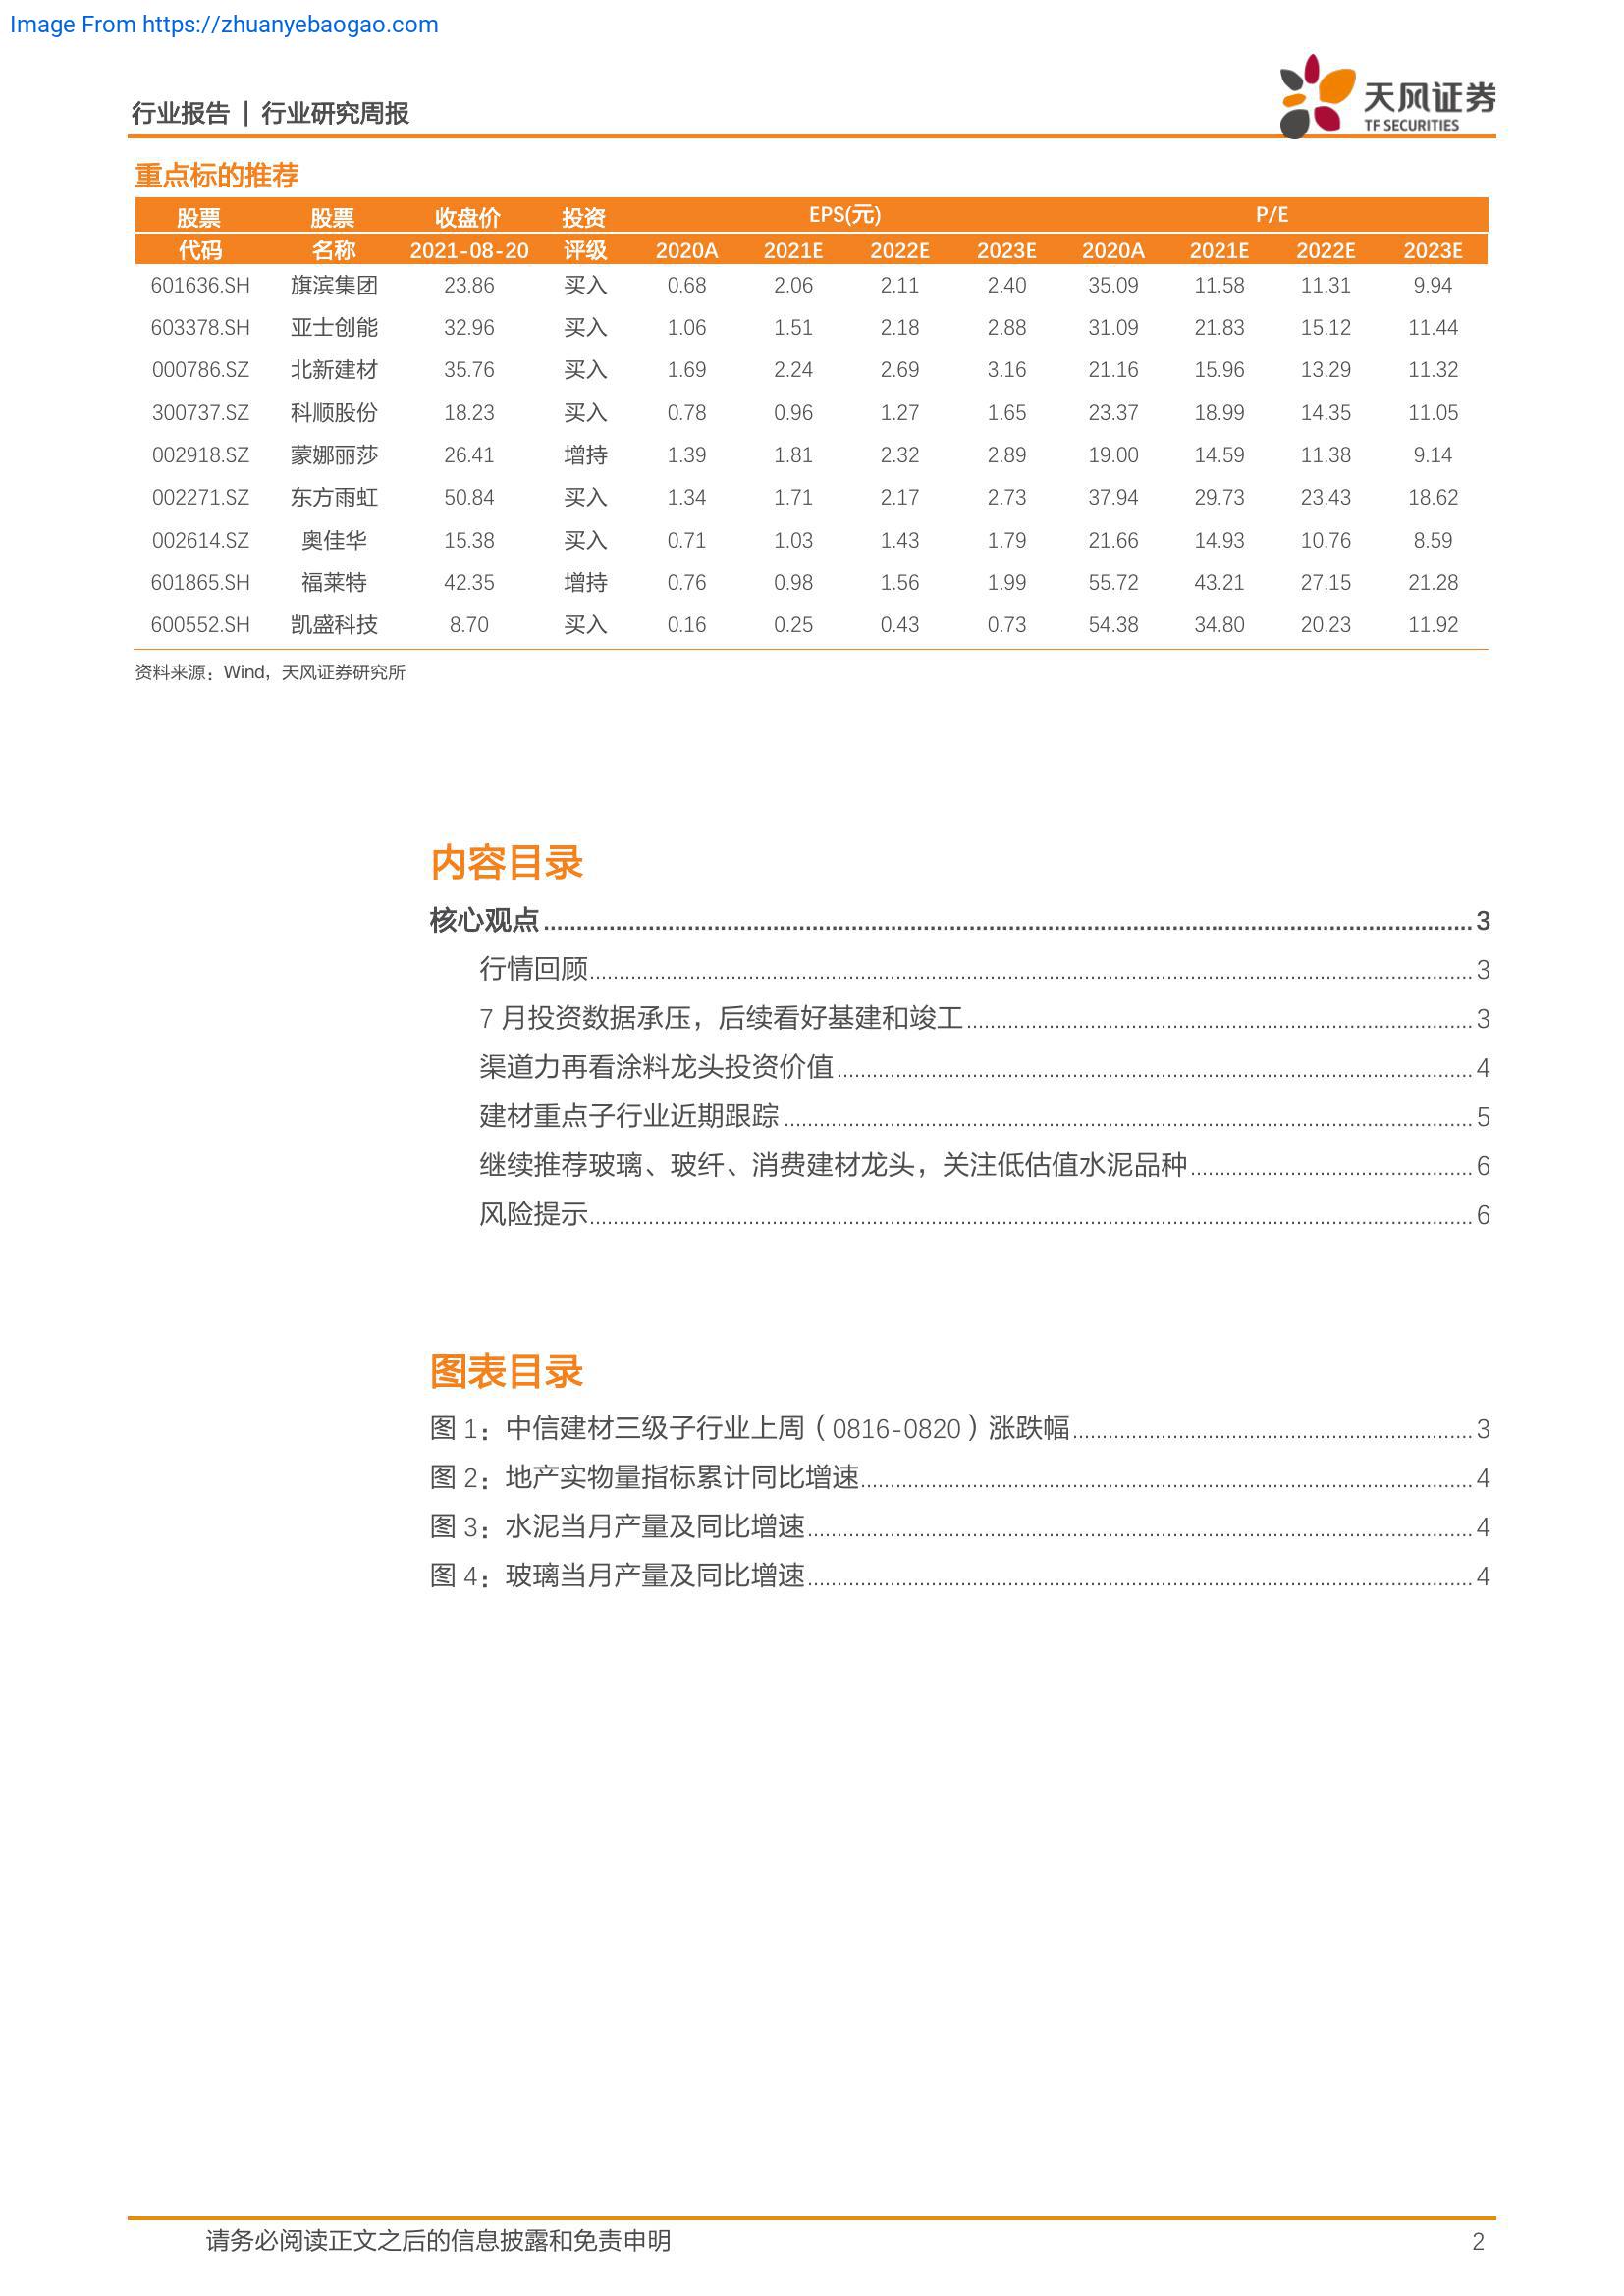 Image From https://zhuanyebaogao.com
行业报告 | 行业研究周报
天风证券
TF SECURITIES
重点标的推荐
股票 股票 收盘价 投资 EPS(元) P/E
代码 名称 2021-08-20 评级 2020A 2021E 2022E 2023E 2020A 2021E 2022E 2023E
601636.SH 旗滨集团 23.86 买入 0.68 2.06 2.11 2.40 35.09 11.58 11.31 9.94
603378.SH 亚士创能 32.96 买入 1.06 1.51 2.18 2.88 31.09 21.83 15.12 11.44
000786.SZ 北新建材 35.76 买入 1.69 2.24 2.69 3.16 21.16 15.96 13.29 11.32
300737.SZ 科顺股份 18.23 买入 0.78 0.96 1.27 1.65 23.37 18.99 14.35 11.05
002918.SZ 蒙娜丽莎 26.41 增持 1.39 1.81 2.32 2.89 19.00 14.59 11.38 9.14
002271.SZ 东方雨虹 50.84 买入 1.34 1.71 2.17 2.73 37.94 29.73 23.43 18.62
002614.SZ 奥佳华 15.38 买入 0.71 1.03 1.43 1.79 21.66 14.93 10.76 8.59
601865.SH 福莱特 42.35 增持 0.76 0.98 1.56 1.99 55.72 43.21 27.15 21.28
600552.SH 凯盛科技 8.70 买入 0.16 0.25 0.43 0.73 54.38 34.80 20.23 11.92
资料来源：Wind，天风证券研究所
内容目录
核心观点 3
行情回顾 3
7 月投资数据承压，后续看好基建和竣工 3
渠道力再看涂料龙头投资价值 4
建材重点子行业近期跟踪 5
继续推荐玻璃、玻纤、消费建材龙头，关注低估值水泥品种 6
风险提示 6
图表目录
图 1：中信建材三级子行业上周（0816-0820）涨跌幅 3
图 2：地产实物量指标累计同比增速 4
图 3：水泥当月产量及同比增速 4
图 4：玻璃当月产量及同比增速 4
请务必阅读正文之后的信息披露和免责申明 2